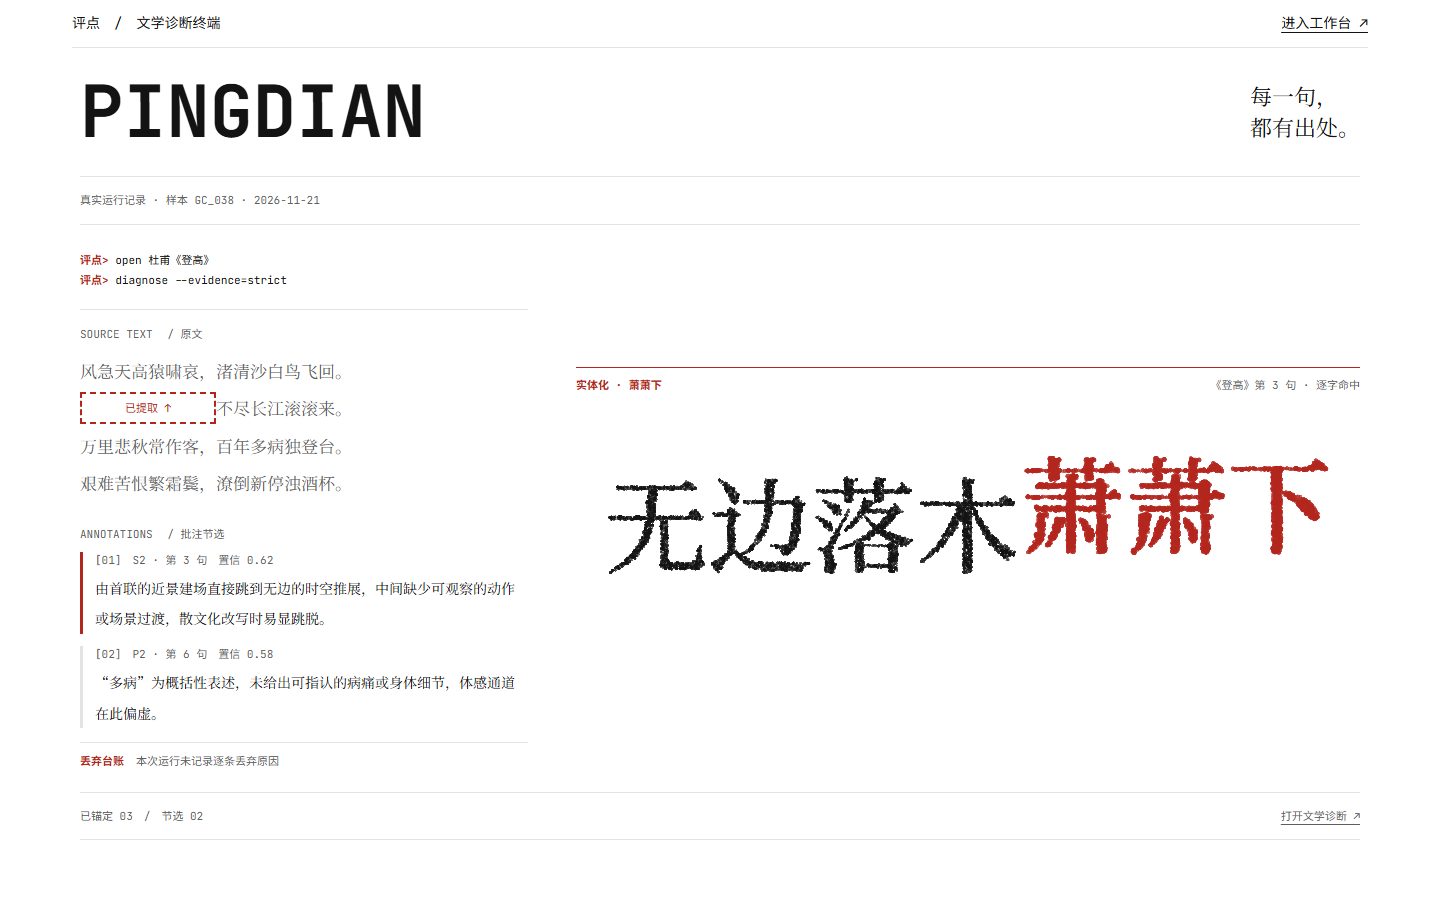 评点 / 文学诊断终端
进入工作台 ↗
PINGDIAN
每一句，
都有出处。
真实运行记录 · 样本 GC_038 · 2026-11-21
评点> open 杜甫《登高》
评点> diagnose --evidence=strict
SOURCE TEXT / 原文
风急天高猿啸哀，渚清沙白鸟飞回。
已提取 ↑ 不尽长江滚滚来。
万里悲秋常作客，百年多病独登台。
艰难苦恨繁霜鬓，潦倒新停浊酒杯。
ANNOTATIONS / 批注节选
[01] S2 · 第 3 句 置信 0.62
由首联的近景建场直接跳到无边的时空推展，中间缺少可观察的动作
或场景过渡，散文化改写时易显跳脱。
[02] P2 · 第 6 句 置信 0.58
“多病”为概括性表述，未给出可指认的病痛或身体细节，体感通道
在此偏虚。
丢弃台账 本次运行未记录逐条丢弃原因
实体化 · 萧萧下
《登高》第 3 句 · 逐字命中
无边落木萧萧下
已锚定 03 / 节选 02
打开文学诊断 ↗